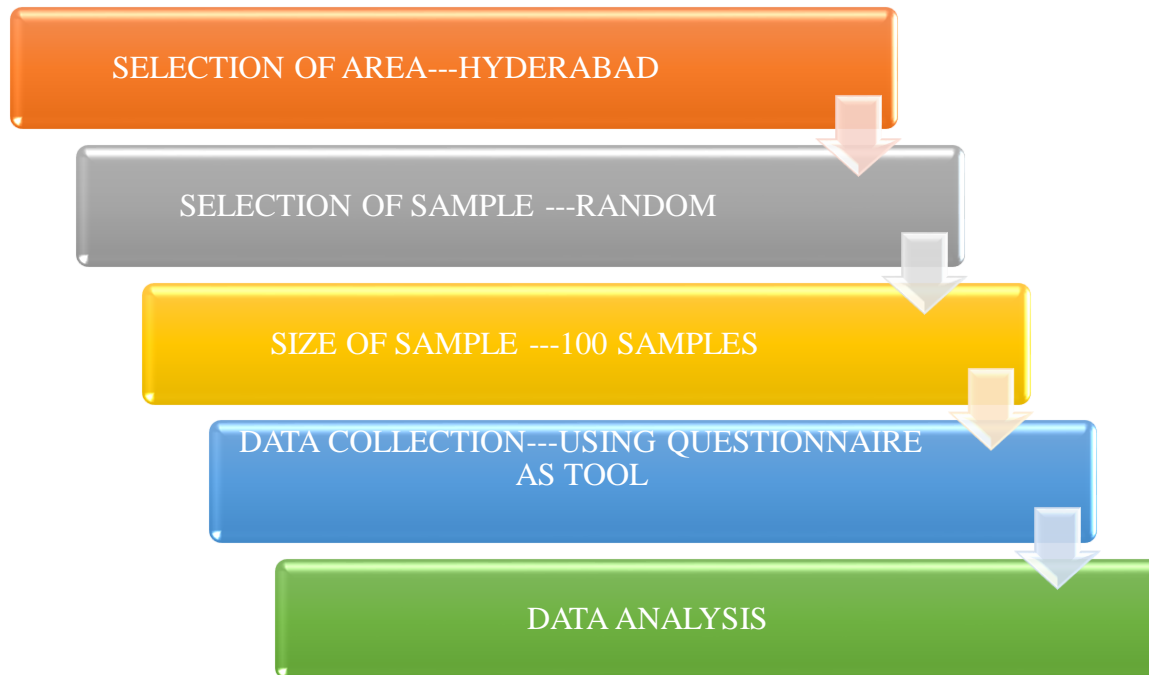 SELECTION OF AREA---HYDERABAD
SELECTION OF SAMPLE ---RANDOM
SIZE OF SAMPLE ---100 SAMPLES
DATA COLLECTION---USING QUESTIONNAIRE
AS TOOL
DATA ANALYSIS